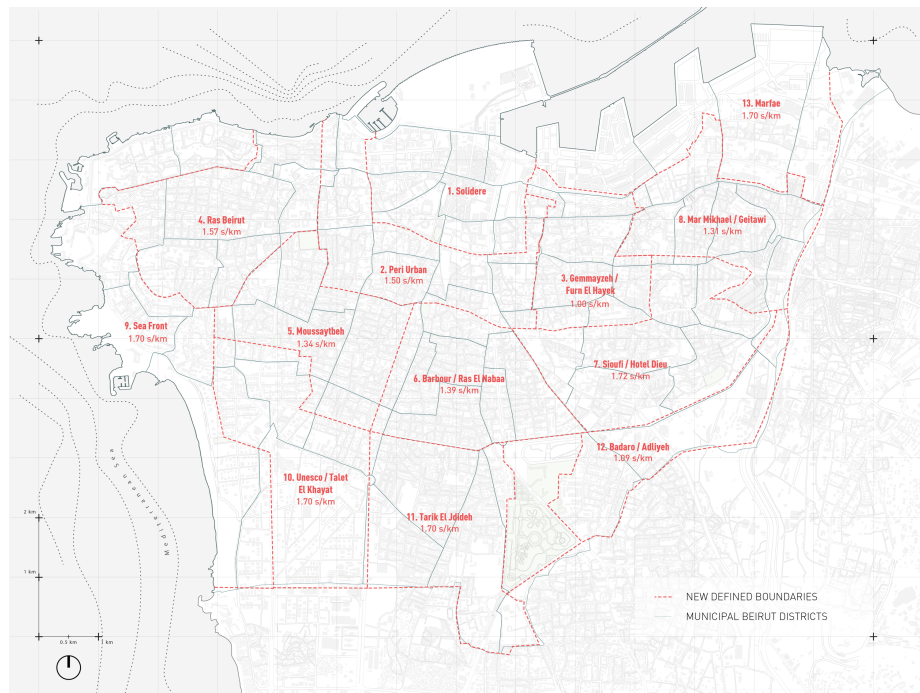 13. Marfae
1.70 s/km
1. Solidere
4. Ras Beirut
1.57 s/km
8. Mar Mikhael / Geitawi
1.31 s/km
2. Peri Urban
1.50 s/km
3. Gemmayzeh /
Furn El Hayek
1.00 s/km
9. Sea Front
1.70 s/km
5. Moussaytbeh
1.34 s/km
7. Sioufi / Hotel Dieu
1.72 s/km
6. Barbour / Ras El Nabaa
1.39 s/km
12. Badaro / Adliyeh
1.09 s/km
10. Unesco / Talet
El Khayat
1.70 s/km
11. Tarik El Jdideh
1.70 s/km
Mediterranean Sea
2 km
1 km
0.5 km
1 km
NEW DEFINED BOUNDARIES
MUNICIPAL BEIRUT DISTRICTS